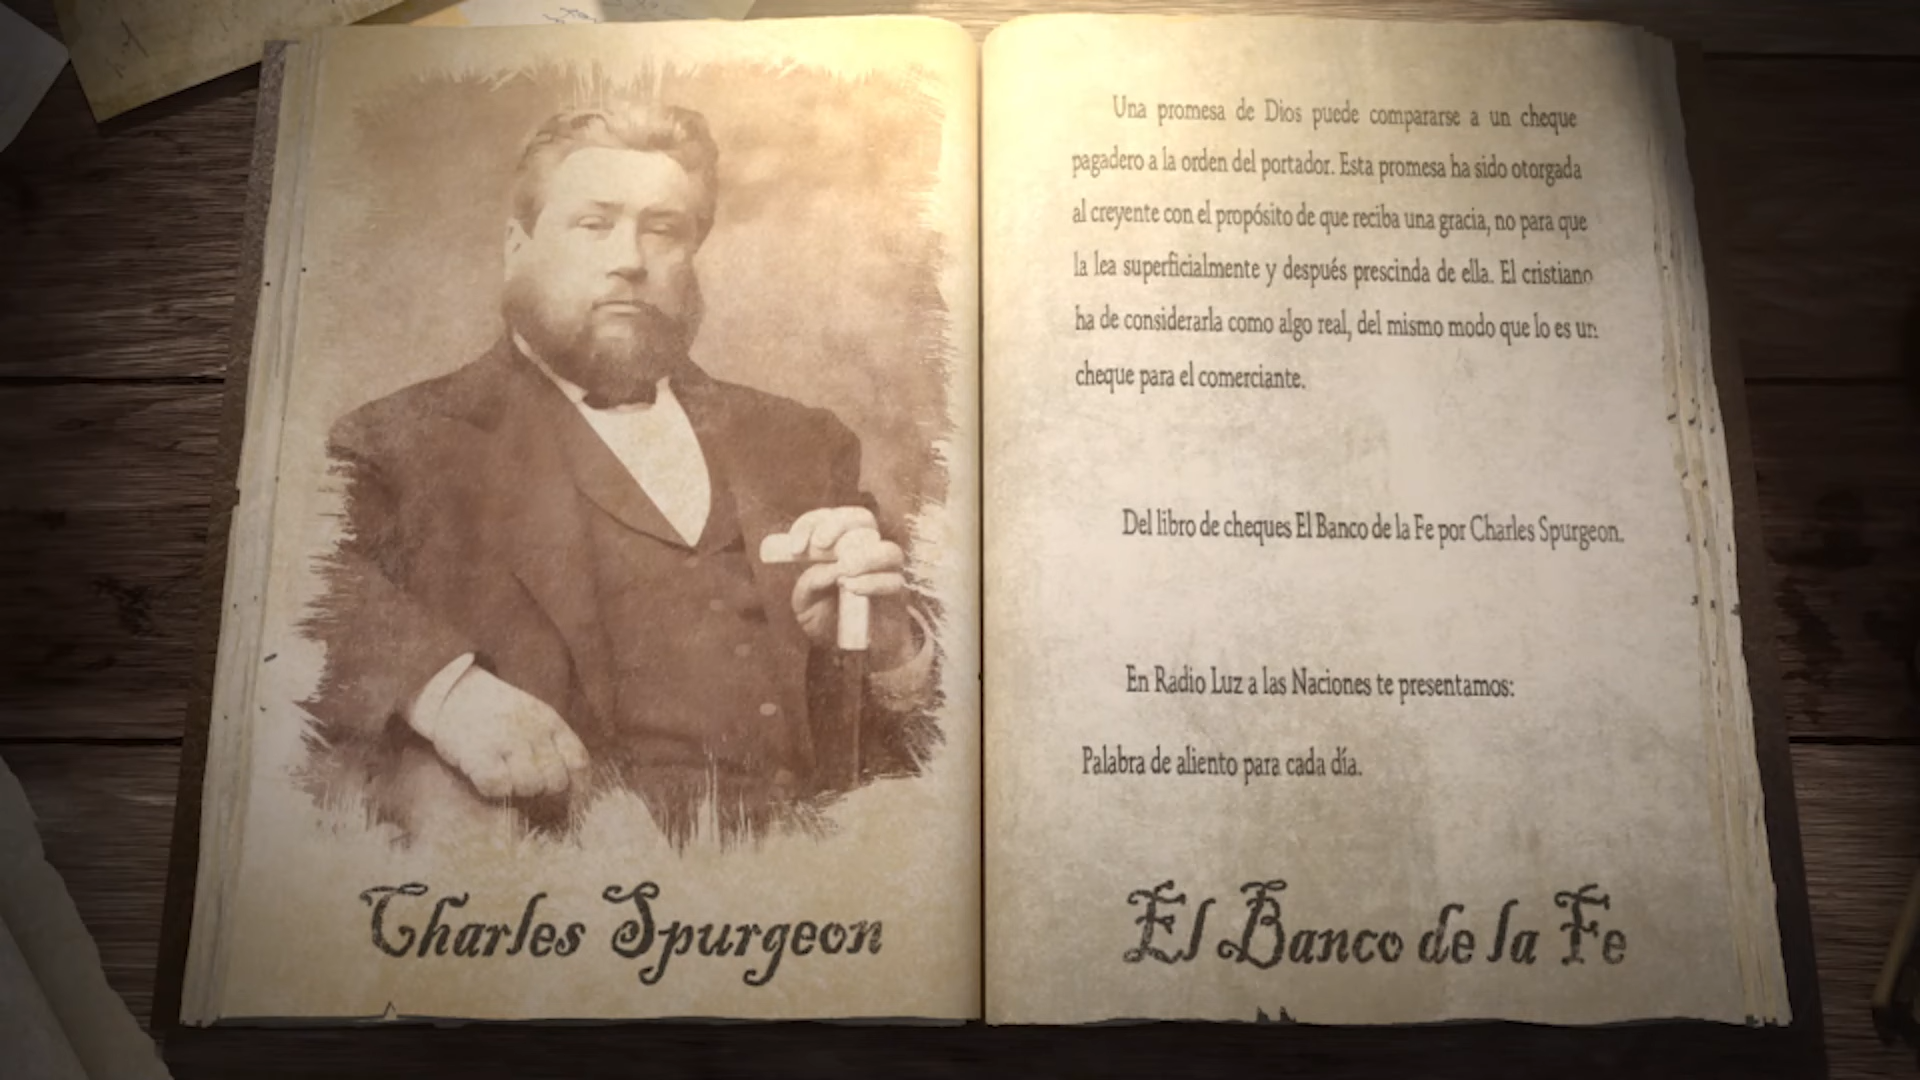 Charles Spurgeon
Una promesa de Dios puede compararse a un cheque
pagadero a la orden del portador. Esta promesa ha sido otorgada
al creyente con el propósito de que reciba una gracia, no para que
la lea superficialmente y después prescinda de ella. El cristiano
ha de considerarla como algo real, del mismo modo que lo es un
cheque para el comerciante.
Del libro de cheques El Banco de la Fe por Charles Spurgeon.
En Radio Luz a las Naciones te presentamos:
Palabra de aliento para cada día.
El Banco de la Fe